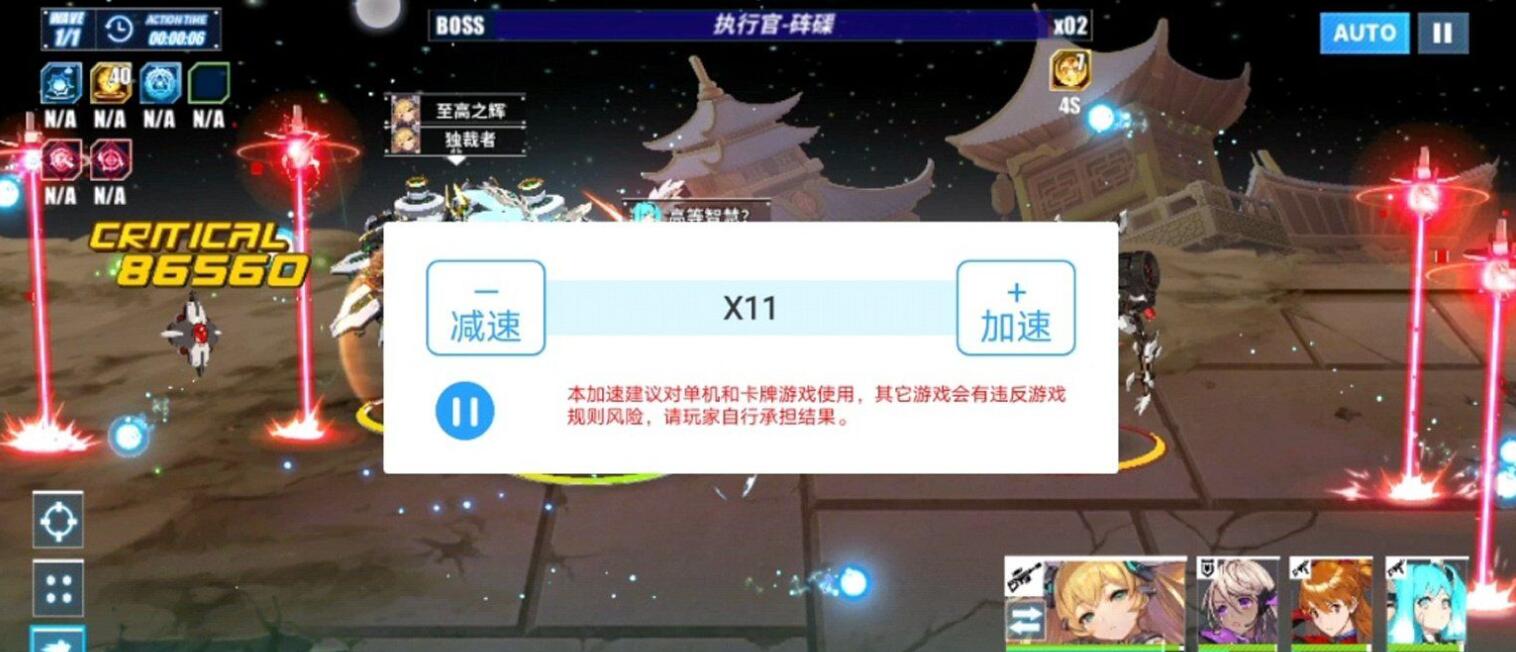 WAVE
1/1
ACTION TIME
00:00:06
BOSS
执行官-砗磲
x02
AUTO
40
N/A
N/A
N/A
N/A
7
4S
至高之辉
独裁者
N/A
N/A
高等智慧?
CRITICAL
86560
－
减速
X11
+
加速
本加速建议对单机和卡牌游戏使用，其它游戏会有违反游戏
规则风险，请玩家自行承担结果。